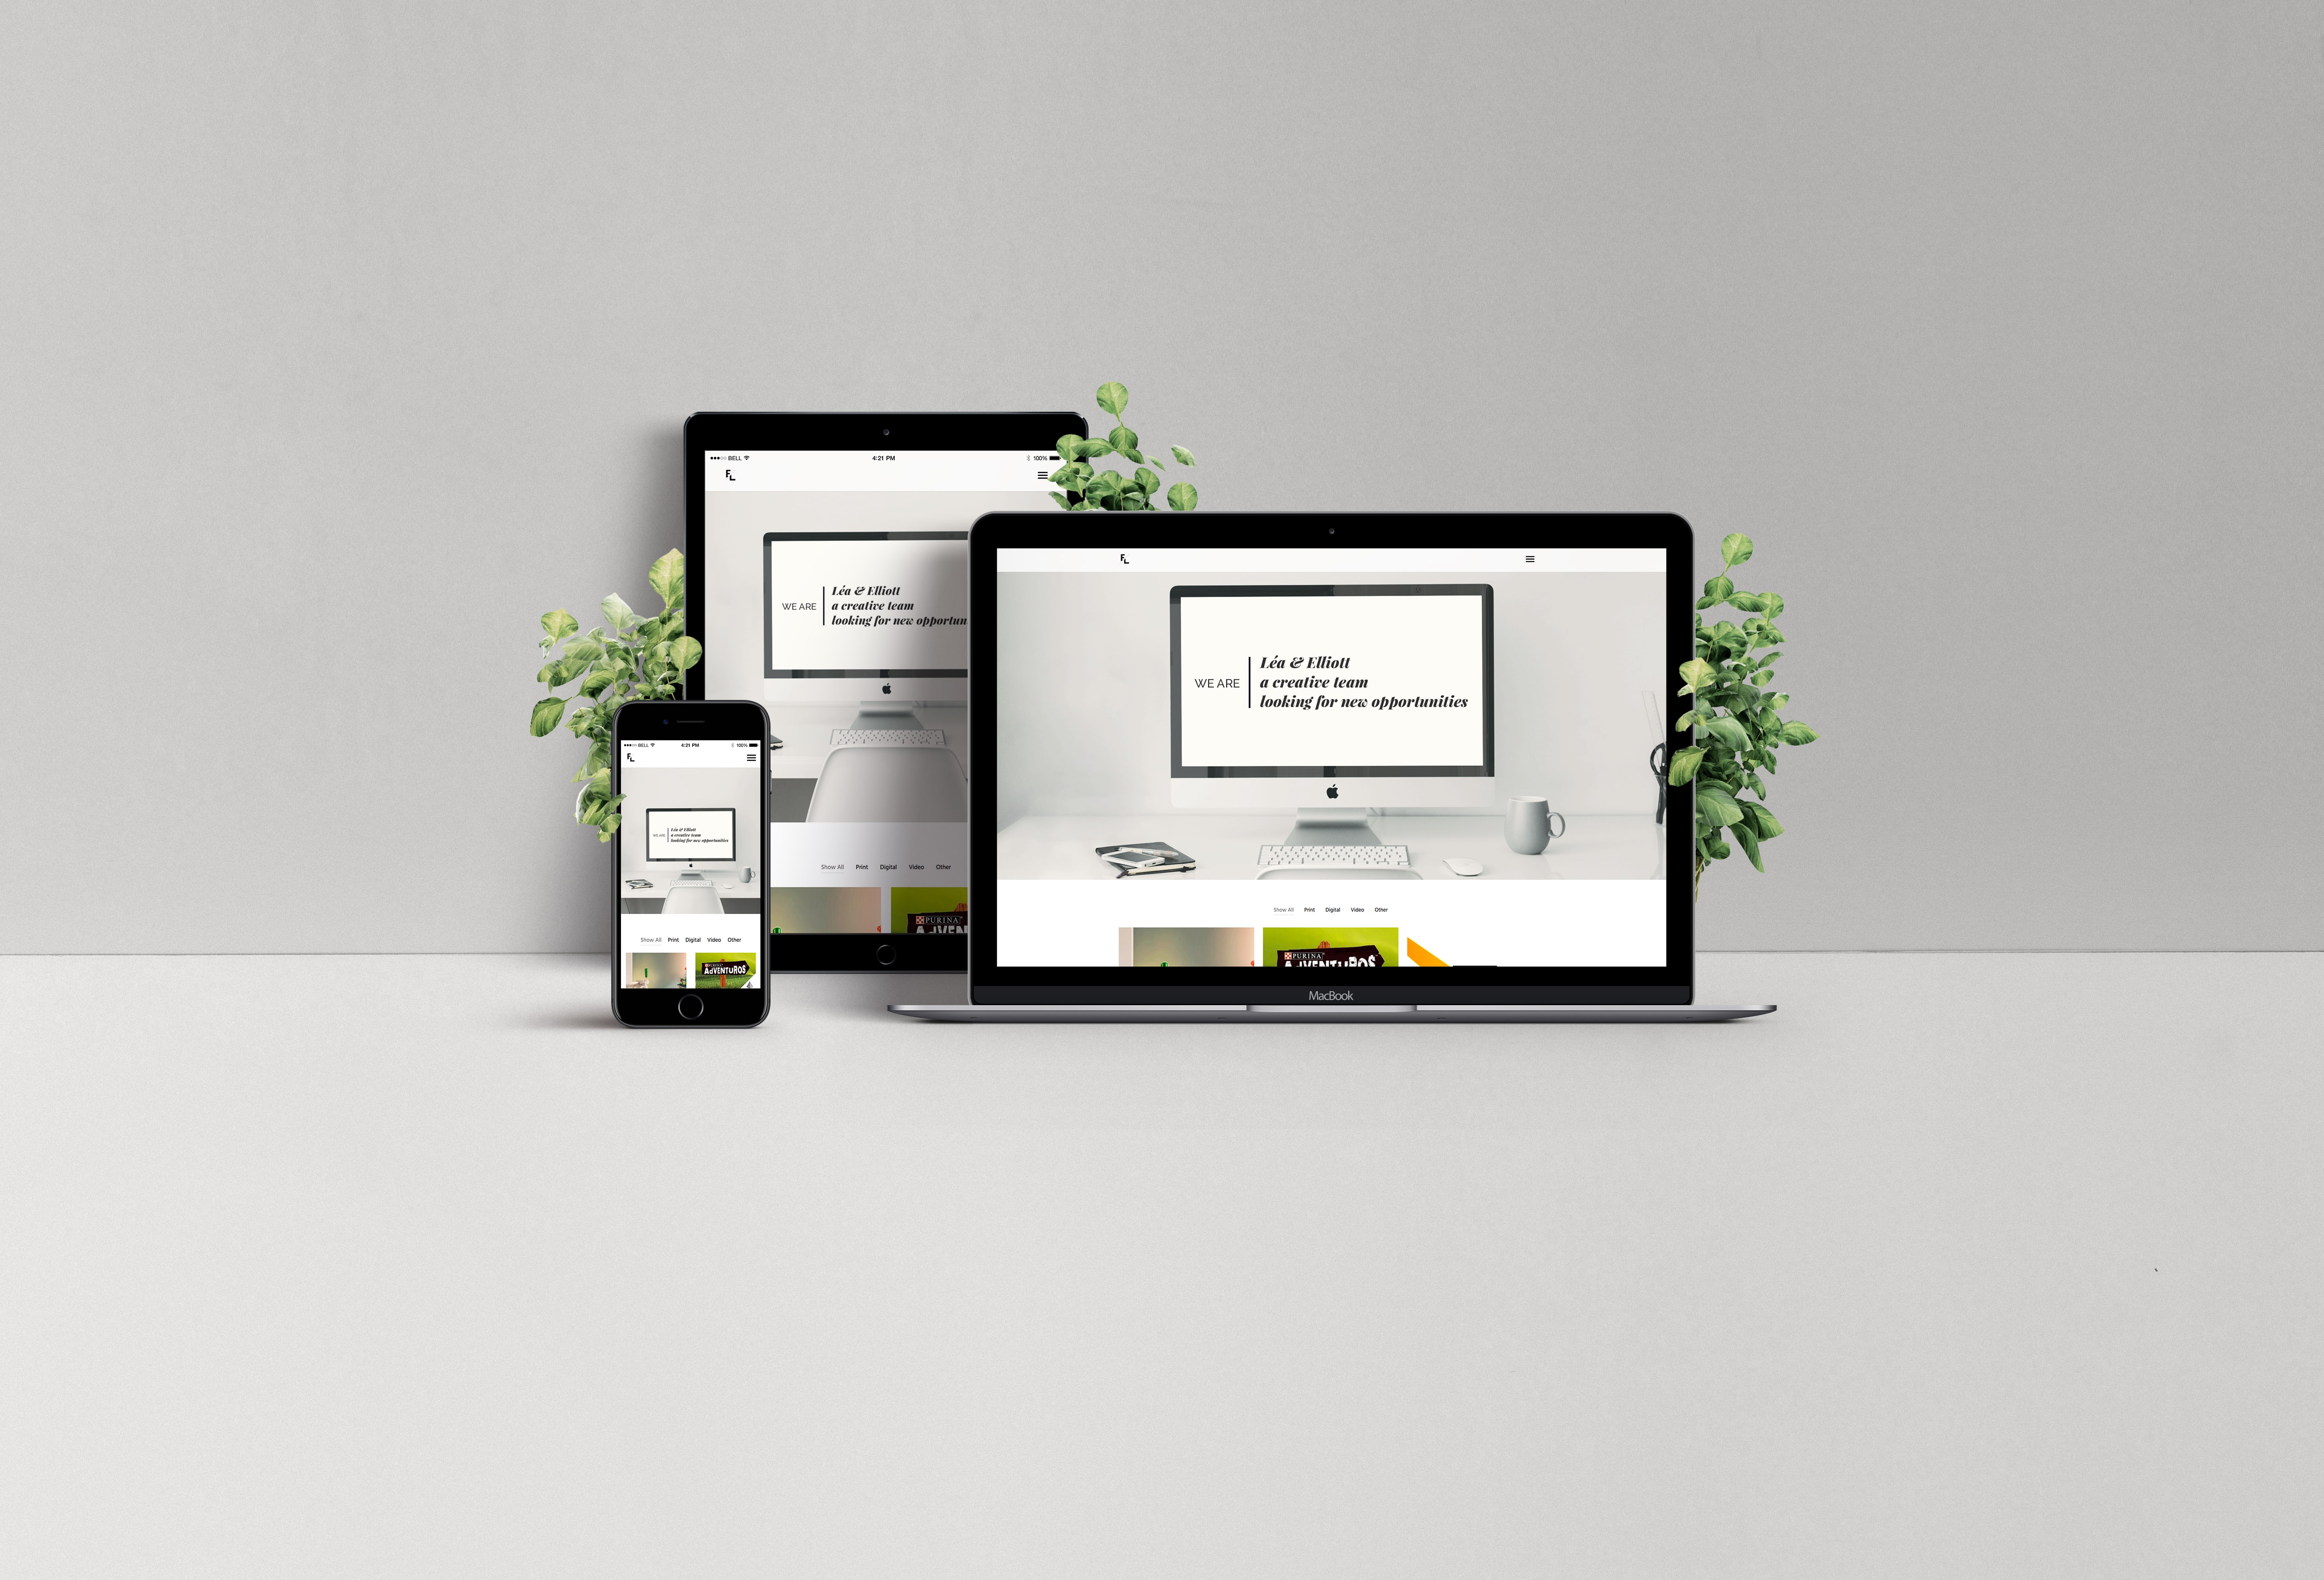 ●●●○○ BELL 4:21 PM 100%
FL
WE ARE
Léa & Elliott
a creative team
looking for new opportun
Show All Print Digital Video Other
PURINA
ADVENTUROS
●●●○○ BELL 4:21 PM 100%
FL
WE ARE
Léa & Elliott
a creative team
looking for new opportunities
Show All Print Digital Video Other
PURINA
ADVENTUROS
FL
WE ARE
Léa & Elliott
a creative team
looking for new opportunities
Show All Print Digital Video Other
PURINA
ADVENTUROS
MacBook